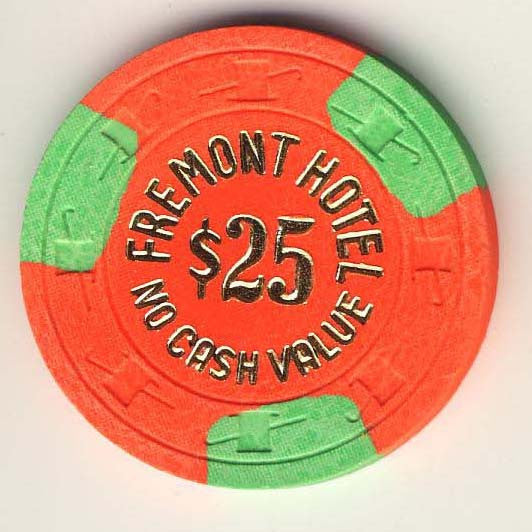 FREMONT HOTEL
$25
NO CASH VALUE